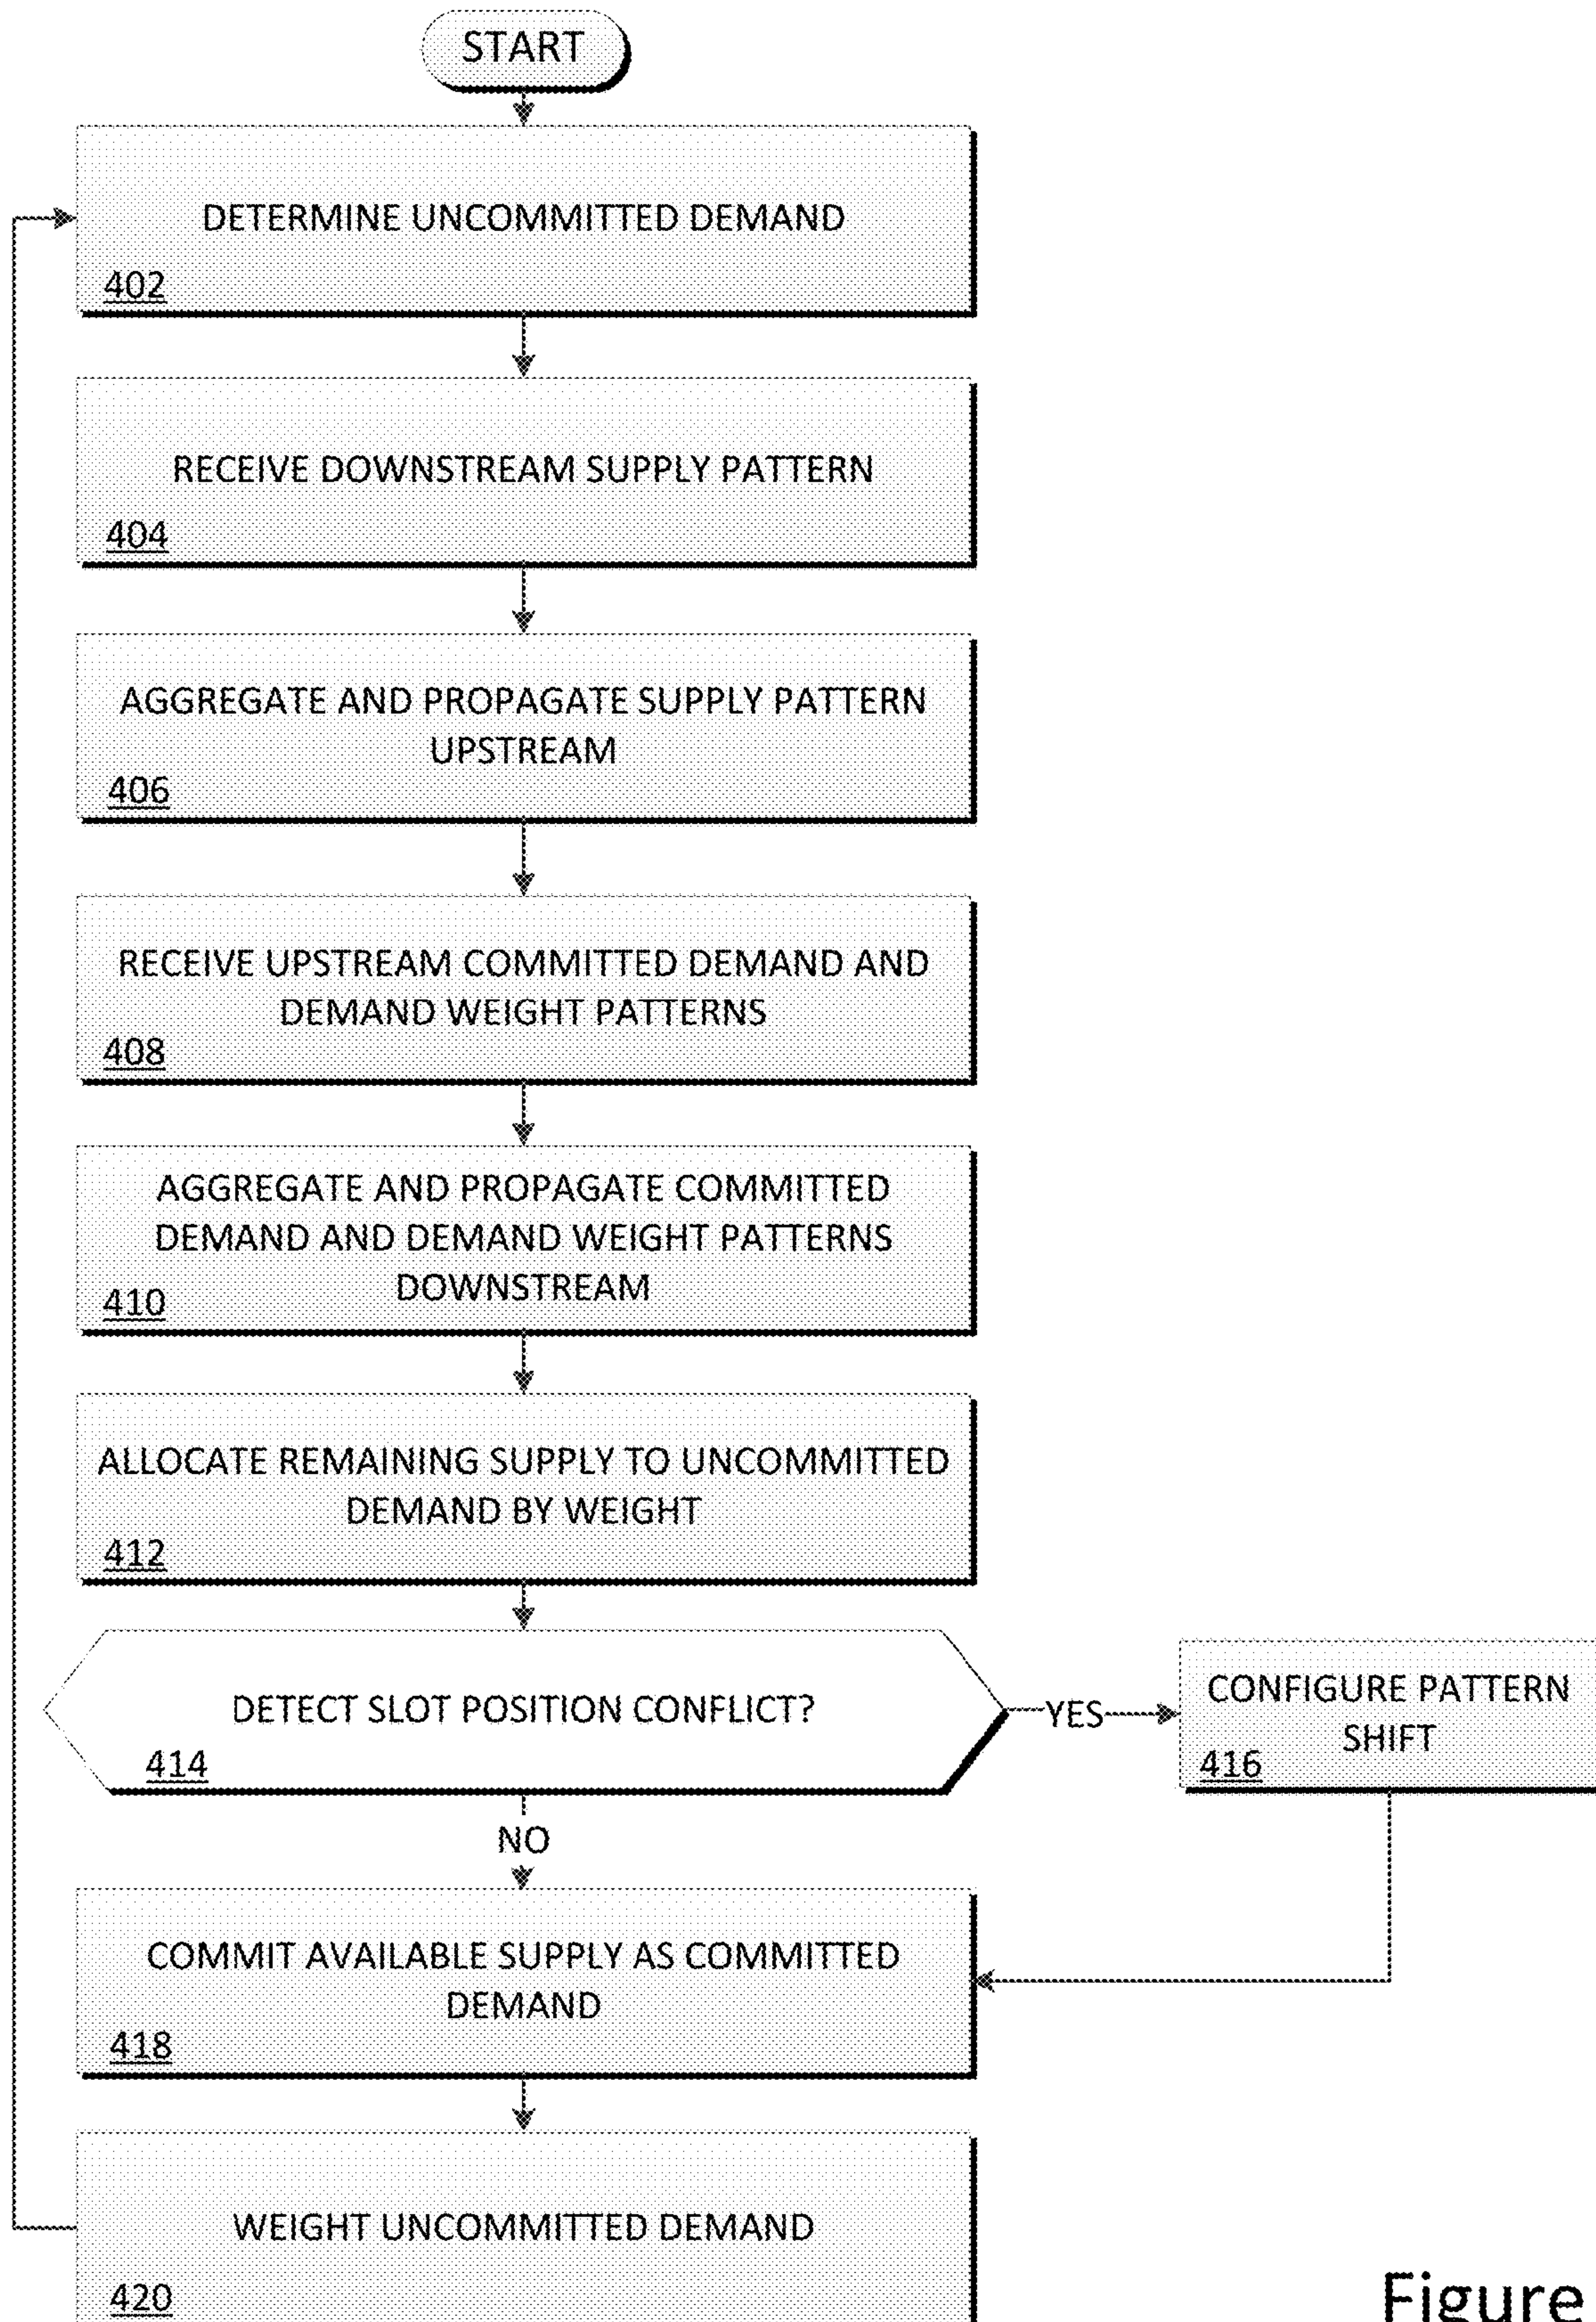 START
DETERMINE UNCOMMITTED DEMAND
402
RECEIVE DOWNSTREAM SUPPLY PATTERN
404
AGGREGATE AND PROPAGATE SUPPLY PATTERN
UPSTREAM
406
RECEIVE UPSTREAM COMMITTED DEMAND AND
DEMAND WEIGHT PATTERNS
408
AGGREGATE AND PROPAGATE COMMITTED
DEMAND AND DEMAND WEIGHT PATTERNS
DOWNSTREAM
410
ALLOCATE REMAINING SUPPLY TO UNCOMMITTED
DEMAND BY WEIGHT
412
DETECT SLOT POSITION CONFLICT?
414
YES
CONFIGURE PATTERN
SHIFT
416
NO
COMMIT AVAILABLE SUPPLY AS COMMITTED
DEMAND
418
WEIGHT UNCOMMITTED DEMAND
420
Figure